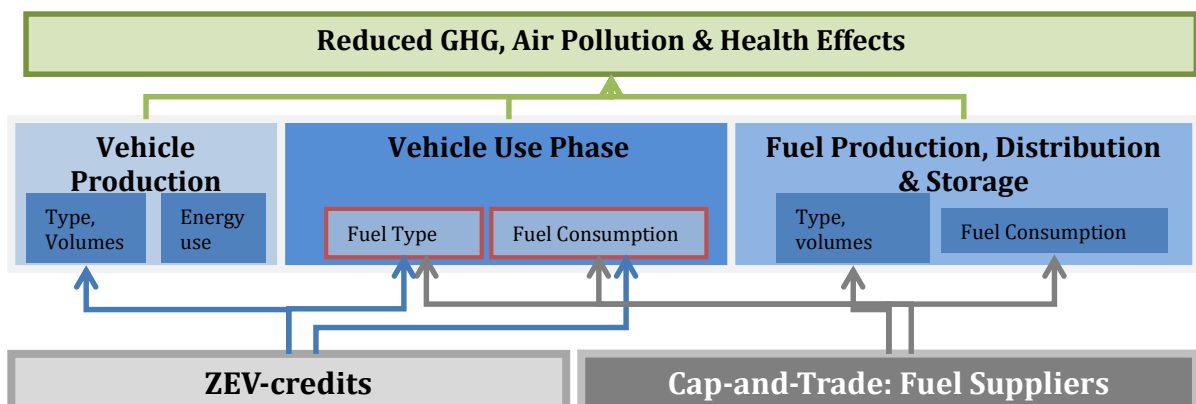 Reduced GHG, Air Pollution & Health Effects
Vehicle
Production
Type,
Volumes
Energy
use
Vehicle Use Phase
Fuel Type
Fuel Consumption
Fuel Production, Distribution
& Storage
Type,
volumes
Fuel Consumption
ZEV-credits
Cap-and-Trade: Fuel Suppliers